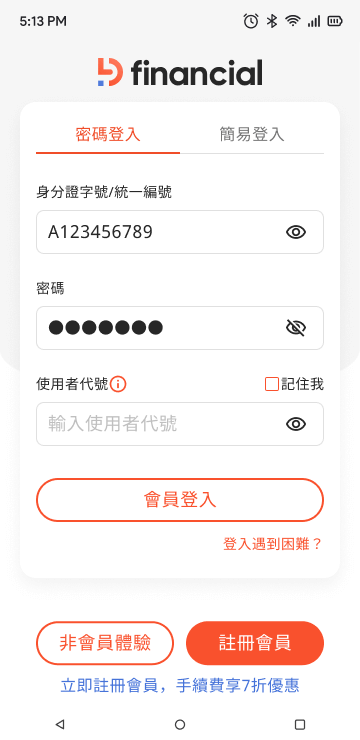 5:13 PM
financial
密碼登入
簡易登入
身分證字號/統一編號
A123456789
密碼
●●●●●●●
使用者代號
記住我
輸入使用者代號
會員登入
登入遇到困難？
非會員體驗
註冊會員
立即註冊會員，手續費享7折優惠